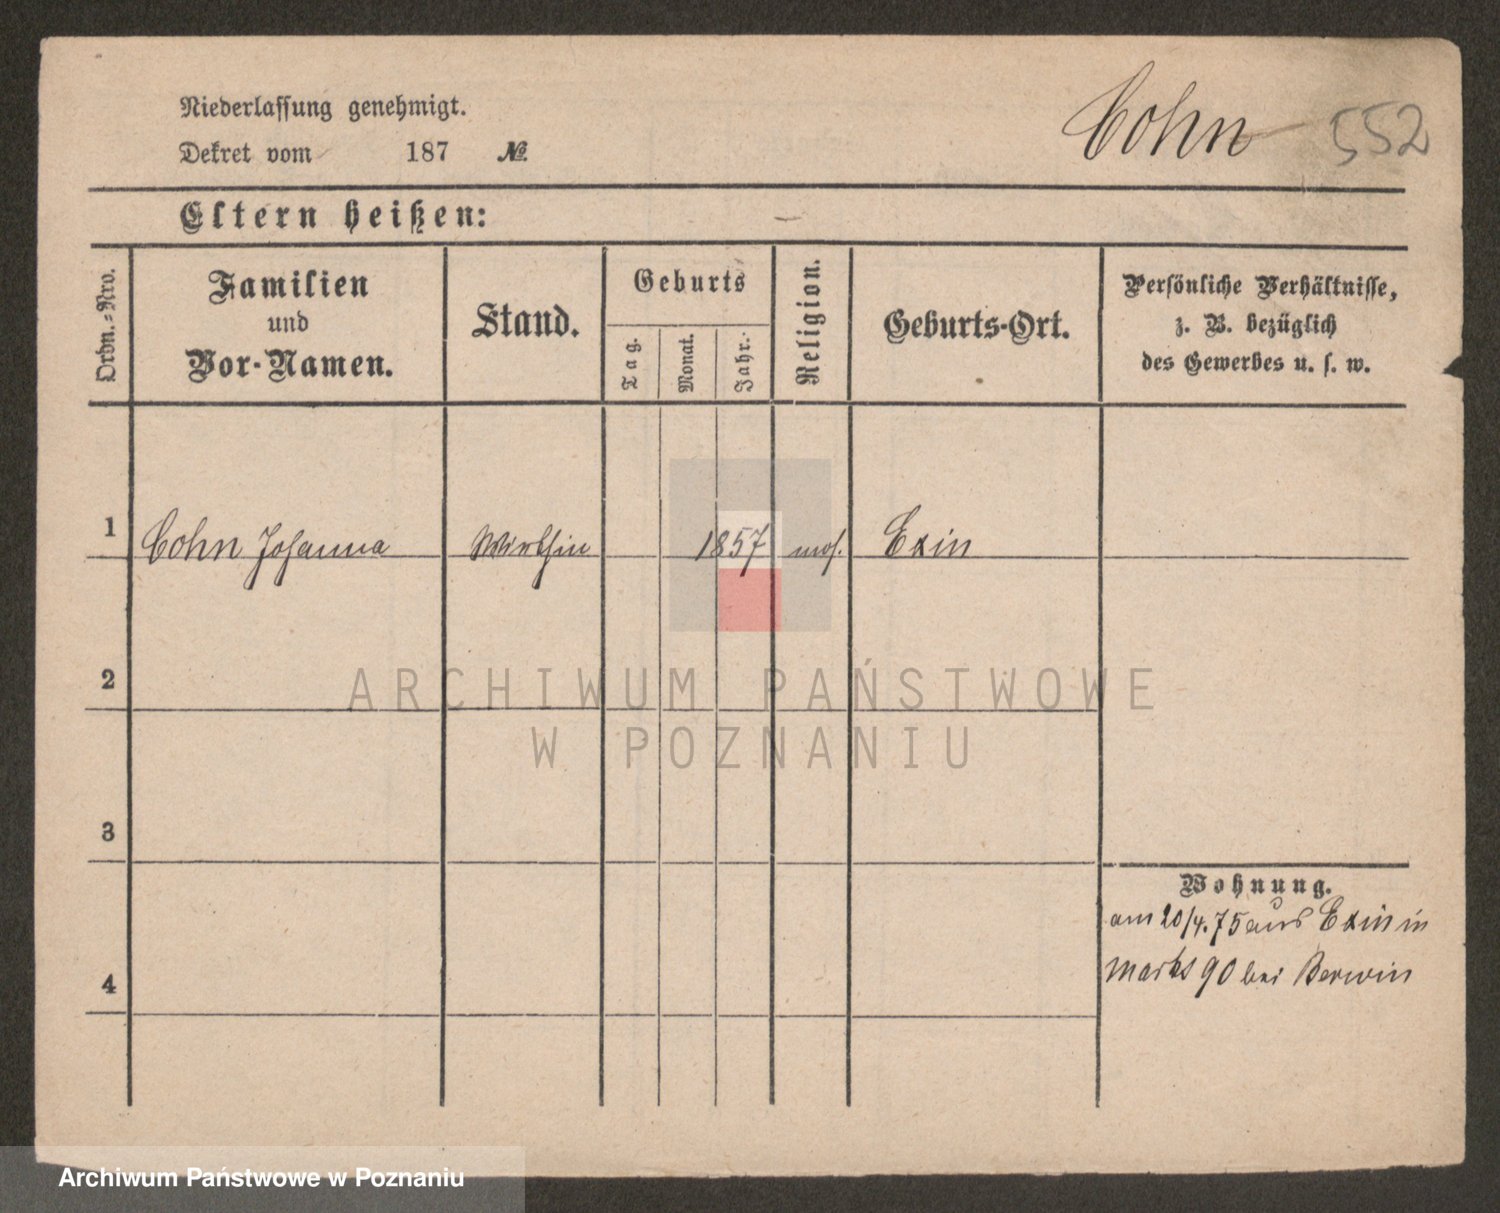 Niederlassung genehmigt.
Dekret vom 187 №
Cohn 552
Eltern heißen:
Ordn.-Nro.
Familien
und
Vor-Namen.
Stand.
Geburts
Tag.
Monat.
Jahr.
Religion.
Geburts-Ort.
Persönliche Verhältnisse,
z. B. bezüglich
des Gewerbes u. s. w.
1 Cohn Johanna Wirthin 1857 mos. Exin
2
ARCHIWUM PAŃSTWOWE
W POZNANIU
3
Wohnung.
am 20/4. 75 aus Exin in
Markt 90 bei Berwin
4
Archiwum Państwowe w Poznaniu